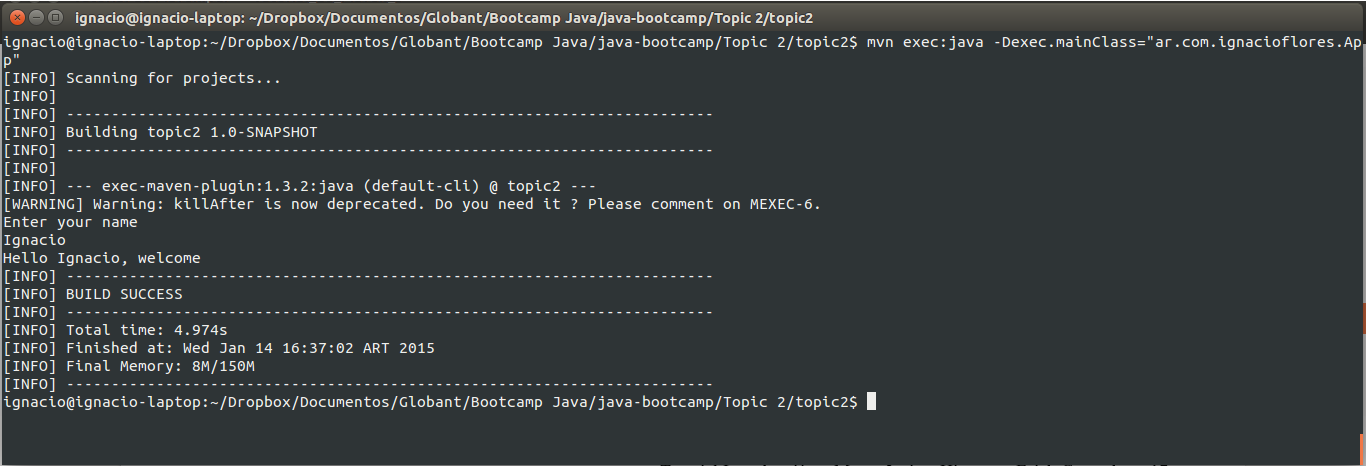 ignacio@ignacio-laptop: ~/Dropbox/Documentos/Globant/Bootcamp Java/java-bootcamp/Topic 2/topic2
ignacio@ignacio-laptop:~/Dropbox/Documentos/Globant/Bootcamp Java/java-bootcamp/Topic 2/topic2$ mvn exec:java -Dexec.mainClass="ar.com.ignacioflores.Ap
p"
[INFO] Scanning for projects...
[INFO]
[INFO] ------------------------------------------------------------------------
[INFO] Building topic2 1.0-SNAPSHOT
[INFO] ------------------------------------------------------------------------
[INFO]
[INFO] --- exec-maven-plugin:1.3.2:java (default-cli) @ topic2 ---
[WARNING] Warning: killAfter is now deprecated. Do you need it ? Please comment on MEXEC-6.
Enter your name
Ignacio
Hello Ignacio, welcome
[INFO] ------------------------------------------------------------------------
[INFO] BUILD SUCCESS
[INFO] ------------------------------------------------------------------------
[INFO] Total time: 4.974s
[INFO] Finished at: Wed Jan 14 16:37:02 ART 2015
[INFO] Final Memory: 8M/150M
[INFO] ------------------------------------------------------------------------
ignacio@ignacio-laptop:~/Dropbox/Documentos/Globant/Bootcamp Java/java-bootcamp/Topic 2/topic2$